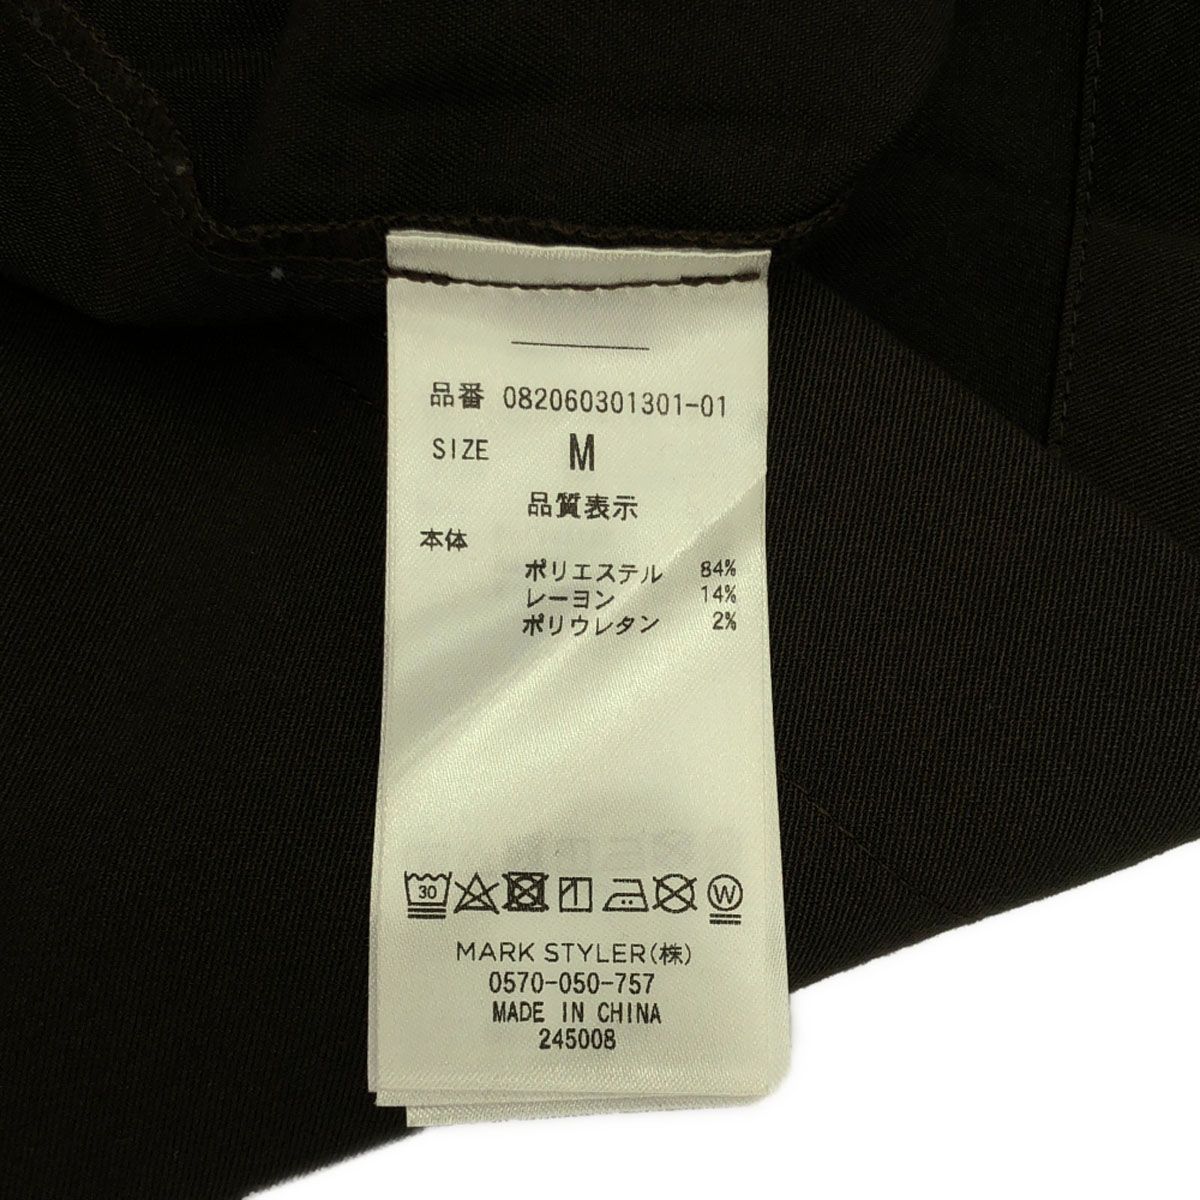 品番 082060301301-01
SIZE M
品質表示
本体
ポリエステル 84%
レーヨン 14%
ポリウレタン 2%
30 W
MARK STYLER(株)
0570-050-757
MADE IN CHINA
245008